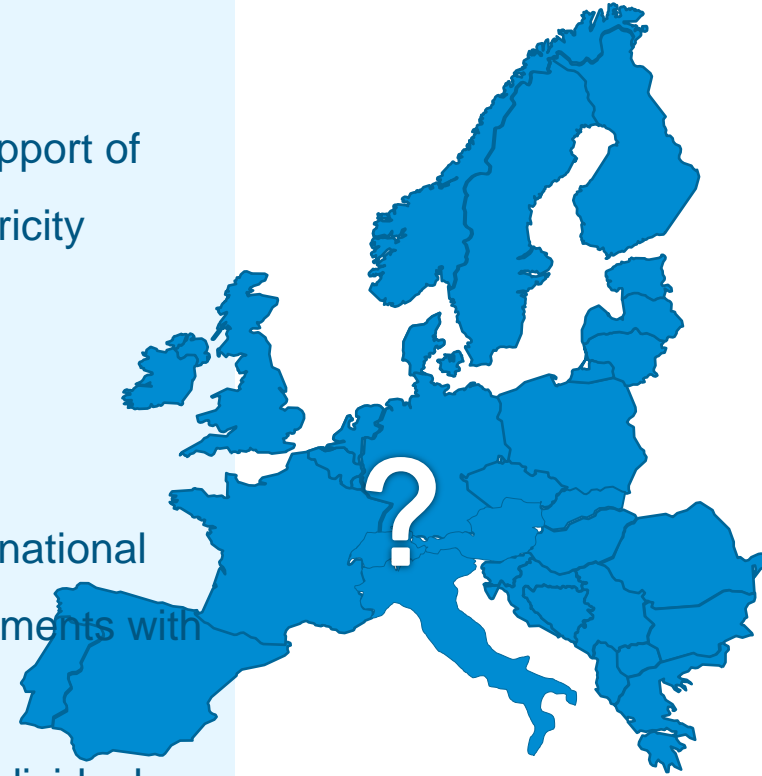 pport of
ricity
?
national
ments with